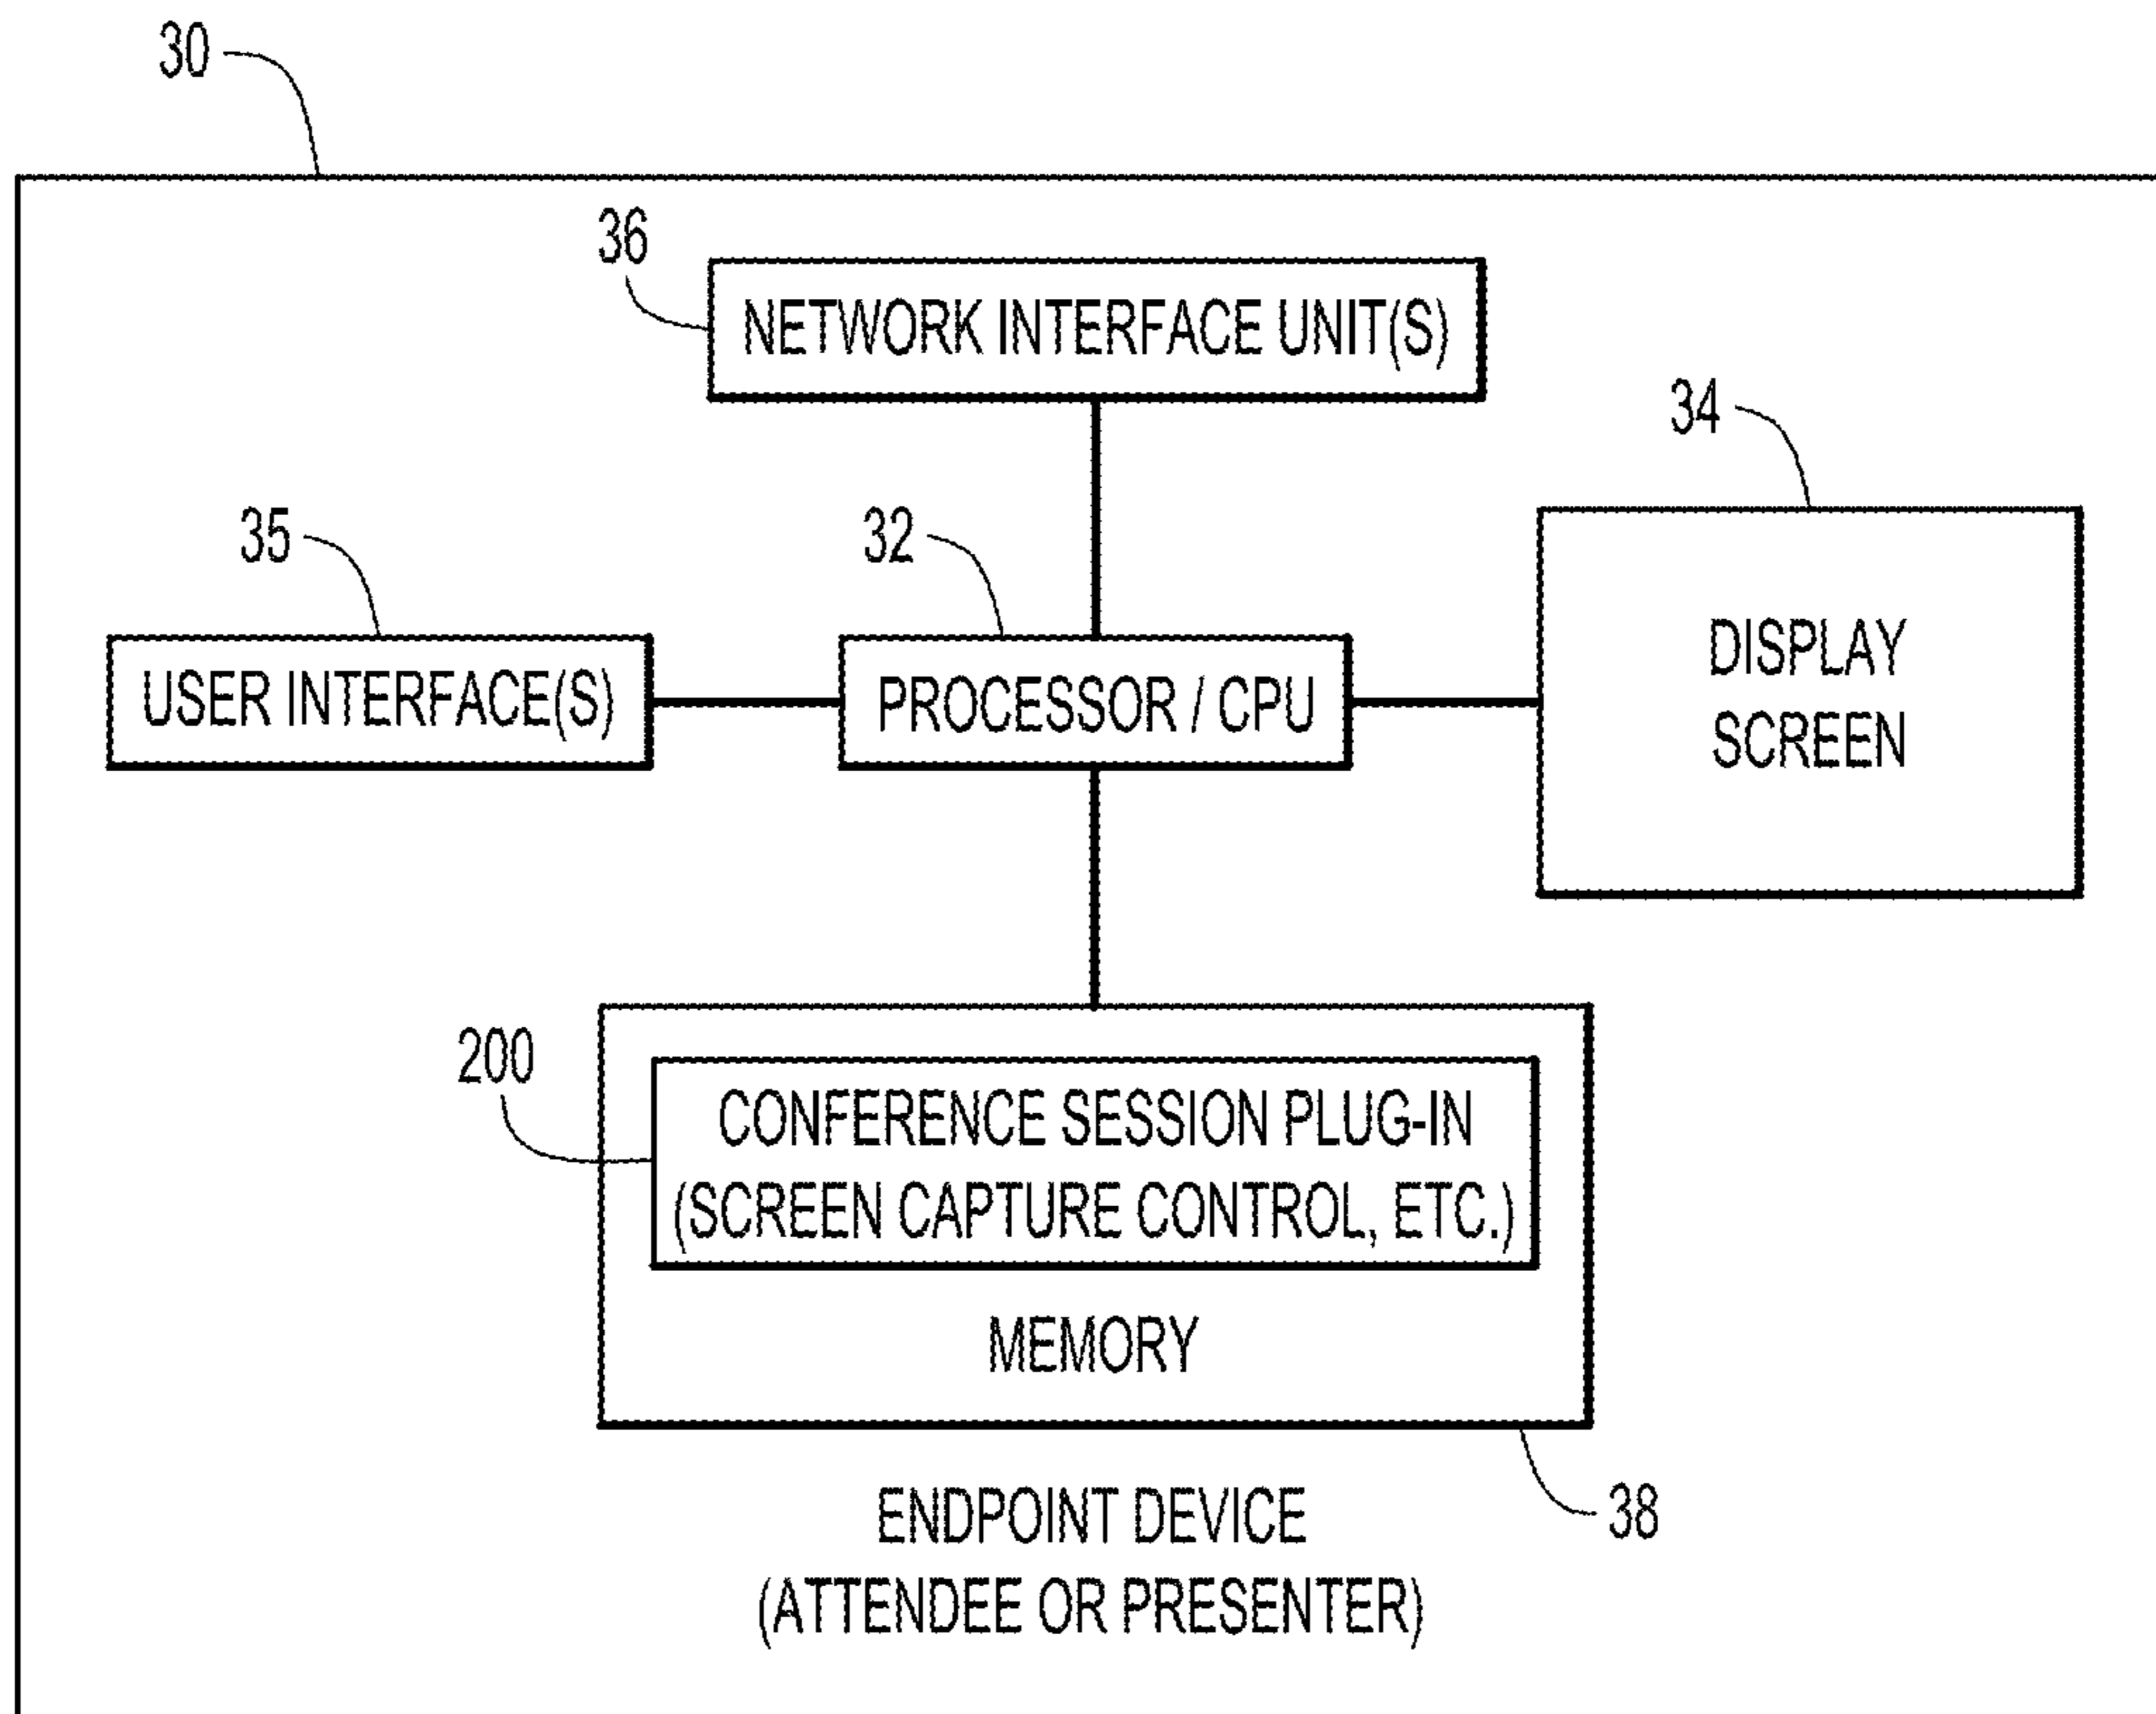 30
36
NETWORK INTERFACE UNIT(S)
34
35
32
USER INTERFACE(S)
PROCESSOR / CPU
DISPLAY
SCREEN
200
CONFERENCE SESSION PLUG-IN
(SCREEN CAPTURE CONTROL, ETC.)
MEMORY
38
ENDPOINT DEVICE
(ATTENDEE OR PRESENTER)